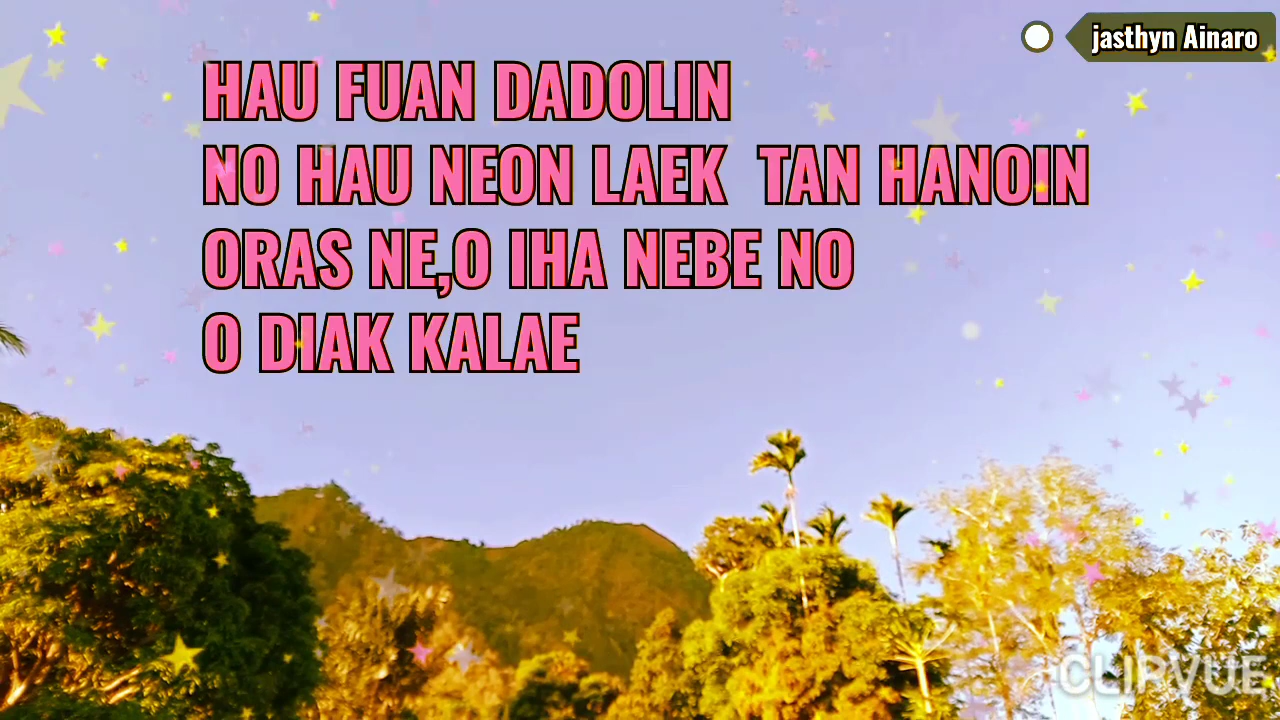 jasthyn Ainaro
HAU FUAN DADOLIN
NO HAU NEON LAEK TAN HANOIN
ORAS NE,O IHA NEBE NO
O DIAK KALAE
CLIPVUE